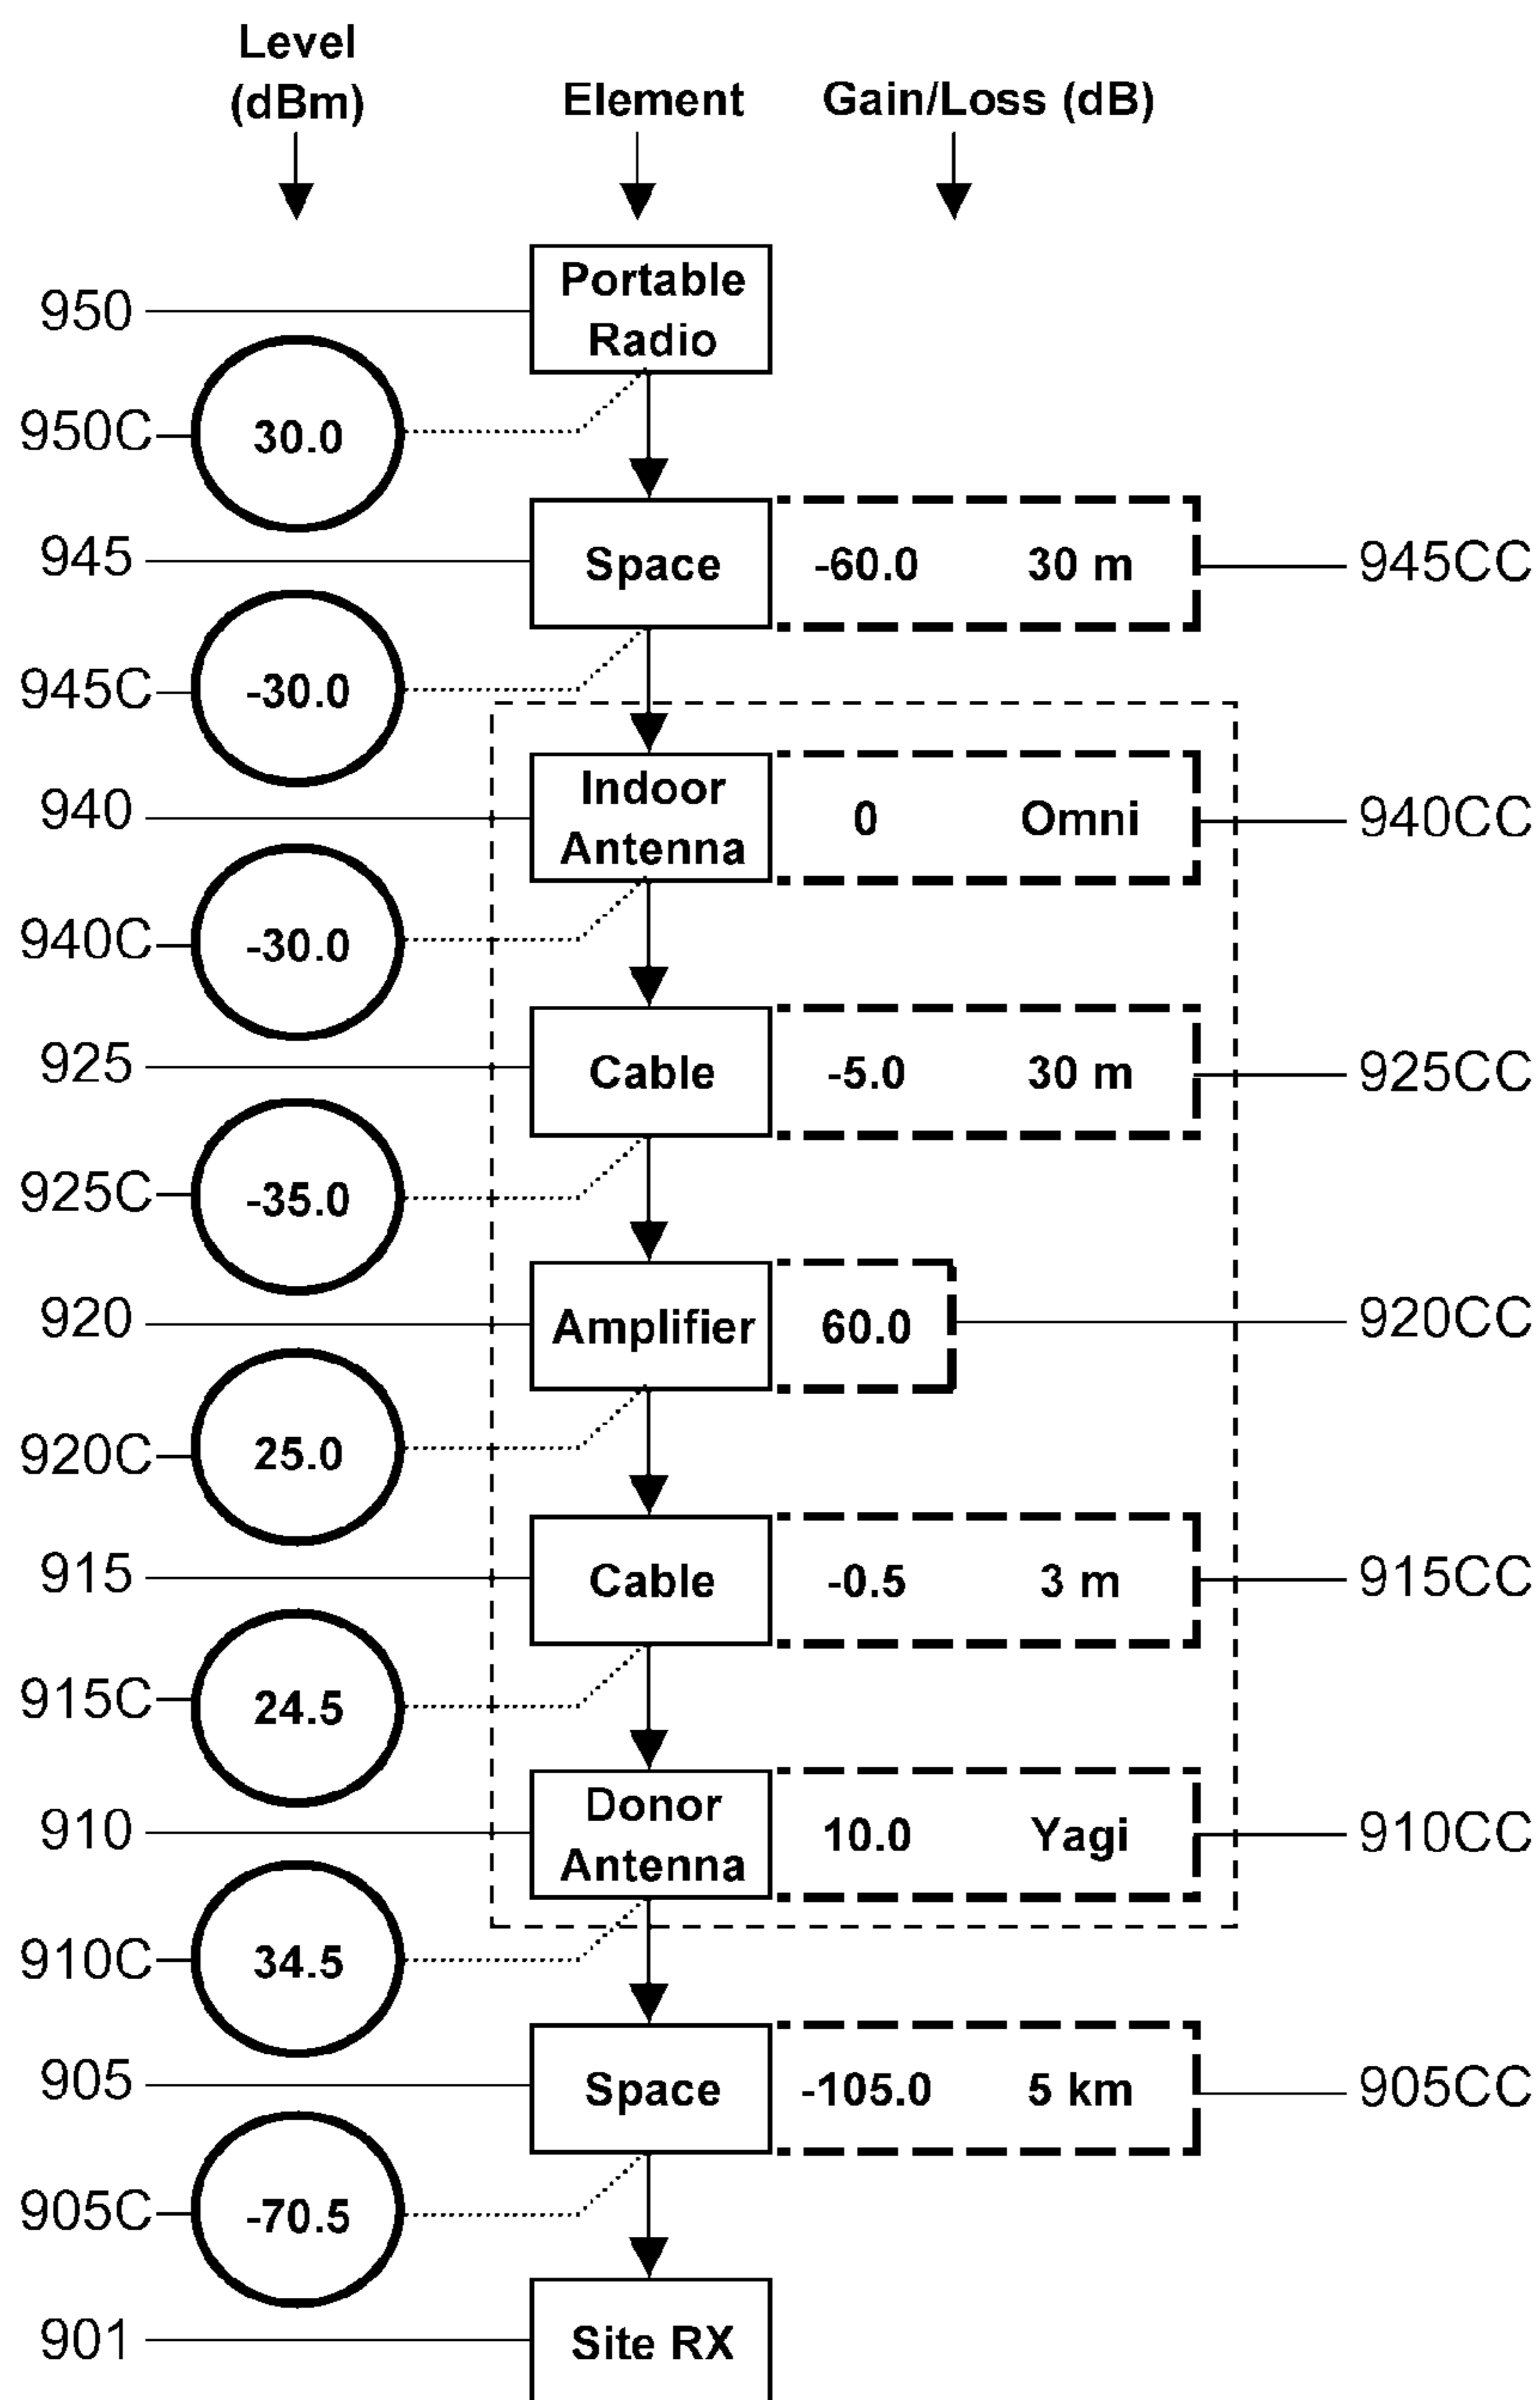 Level
(dBm)
Element
Gain/Loss (dB)
950
Portable
Radio
950C
30.0
945
Space
-60.0 30 m
945CC
945C
-30.0
940
Indoor
Antenna
0 Omni
940CC
940C
-30.0
925
Cable
-5.0 30 m
925CC
925C
-35.0
920
Amplifier
60.0
920CC
920C
25.0
915
Cable
-0.5 3 m
915CC
915C
24.5
910
Donor
Antenna
10.0 Yagi
910CC
910C
34.5
905
Space
-105.0 5 km
905CC
905C
-70.5
901
Site RX